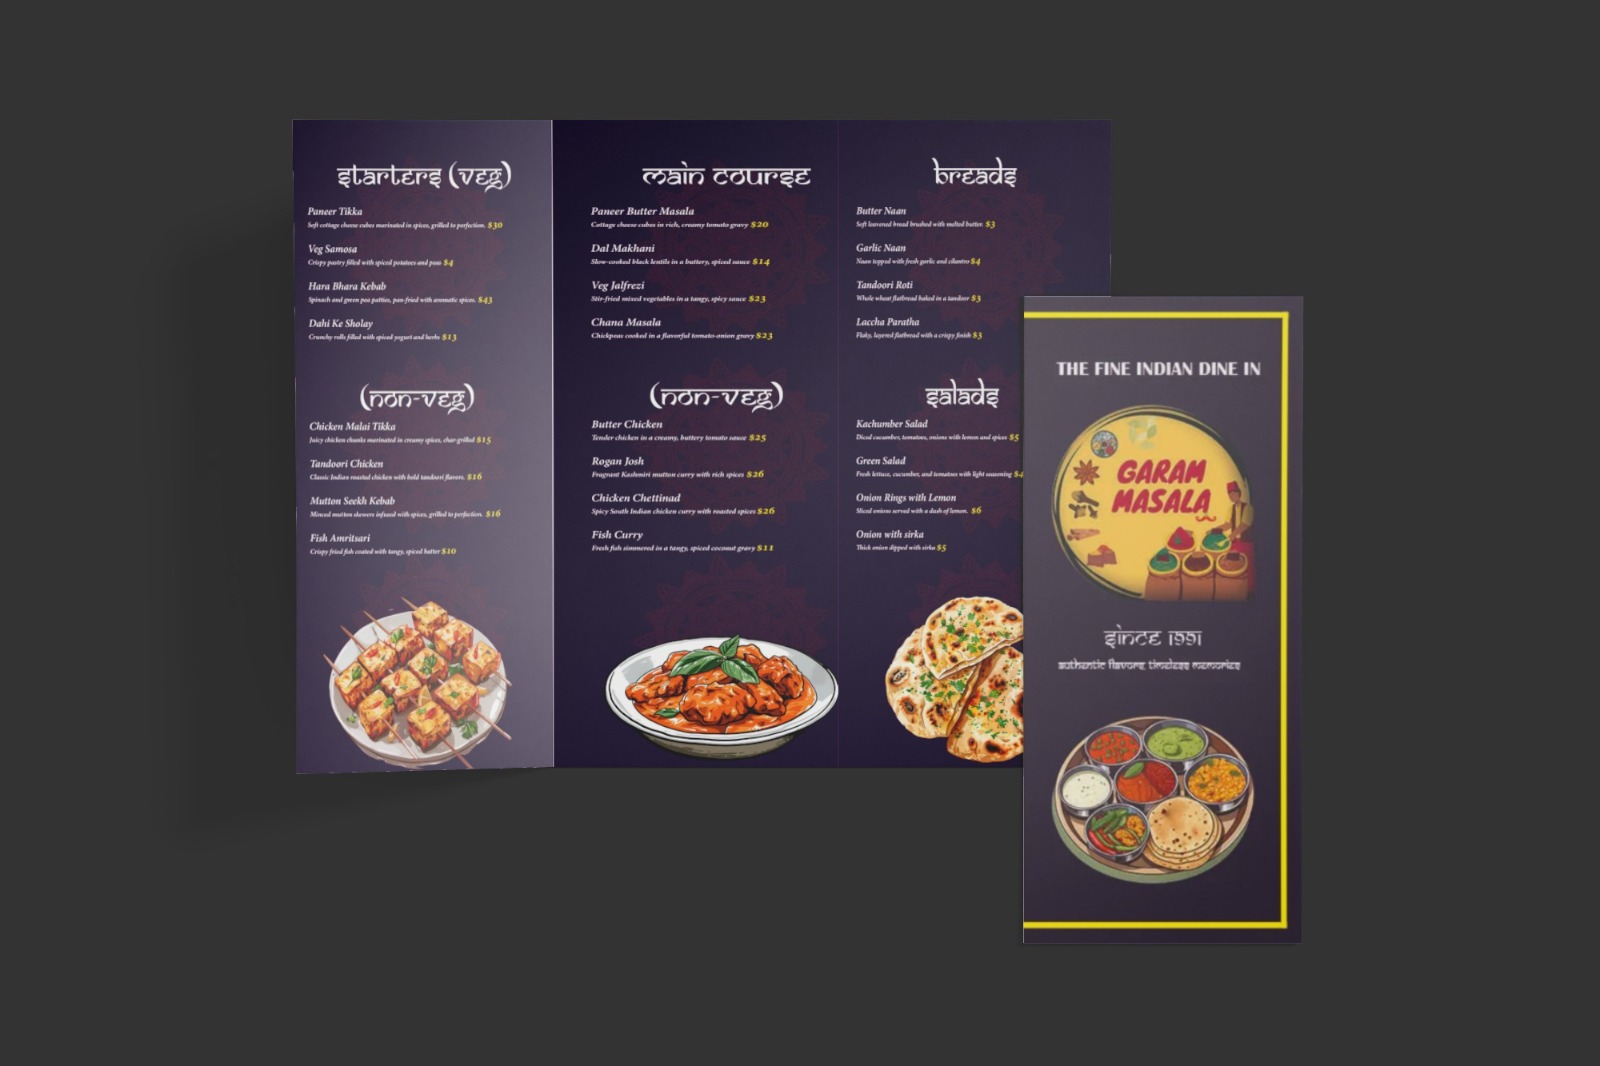 starters (veg)
Paneer Tikka
Soft cottage cheese cubes marinated in spices, grilled to perfection. $30
Veg Samosa
Crispy pastry filled with spiced potatoes and peas $4
Hara Bhara Kebab
Spinach and green pea patties, pan-fried with aromatic spices. $43
Dahi Ke Sholay
Crunchy rolls filled with spiced yogurt and herbs $13
(non-veg)
Chicken Malai Tikka
Juicy chicken chunks marinated in creamy spices, char-grilled $15
Tandoori Chicken
Classic Indian roasted chicken with bold tandoori flavors. $16
Mutton Seekh Kebab
Minced mutton skewers infused with spices, grilled to perfection. $16
Fish Amritsari
Crispy fried fish coated with tangy, spiced batter $10
main course
Paneer Butter Masala
Cottage cheese cubes in rich, creamy tomato gravy $20
Dal Makhani
Slow-cooked black lentils in a buttery, spiced sauce $14
Veg Jalfrezi
Stir-fried mixed vegetables in a tangy, spicy sauce $23
Chana Masala
Chickpeas cooked in a flavorful tomato-onion gravy $23
(non-veg)
Butter Chicken
Tender chicken in a creamy, buttery tomato sauce $25
Rogan Josh
Fragrant Kashmiri mutton curry with rich spices $26
Chicken Chettinad
Spicy South Indian chicken curry with roasted spices $26
Fish Curry
Fresh fish simmered in a tangy, spiced coconut gravy $11
breads
Butter Naan
Soft leavened bread brushed with melted butter. $3
Garlic Naan
Naan topped with fresh garlic and cilantro $4
Tandoori Roti
Whole wheat flatbread baked in a tandoor $3
Laccha Paratha
Flaky, layered flatbread with a crispy finish $3
salads
Kachumber Salad
Diced cucumber, tomatoes, onions with lemon and spices $5
Green Salad
Fresh lettuce, cucumber, and tomatoes with light seasoning $4
Onion Rings with Lemon
Sliced onions served with a dash of lemon. $6
Onion with sirka
Thick onion dipped with sirka $5
THE FINE INDIAN DINE IN
GARAM
MASALA
since 1991
authentic flavors, timeless memories